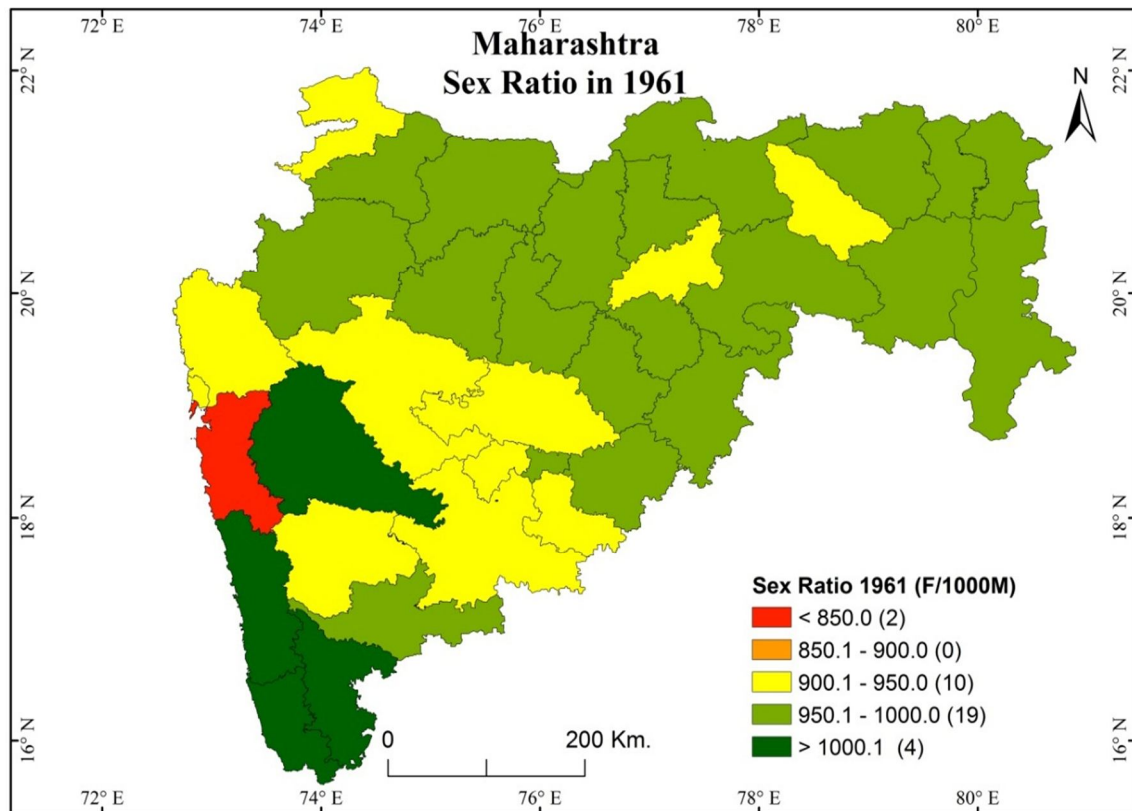 72° E 74° E 76° E 78° E 80° E
Maharashtra
Sex Ratio in 1961
22° N 22° N
N
20° N 20° N
18° N 18° N
Sex Ratio 1961 (F/1000M)
< 850.0 (2)
850.1 - 900.0 (0)
900.1 - 950.0 (10)
950.1 - 1000.0 (19)
> 1000.1 (4)
0 200 Km.
16° N 16° N
72° E 74° E 76° E 78° E 80° E